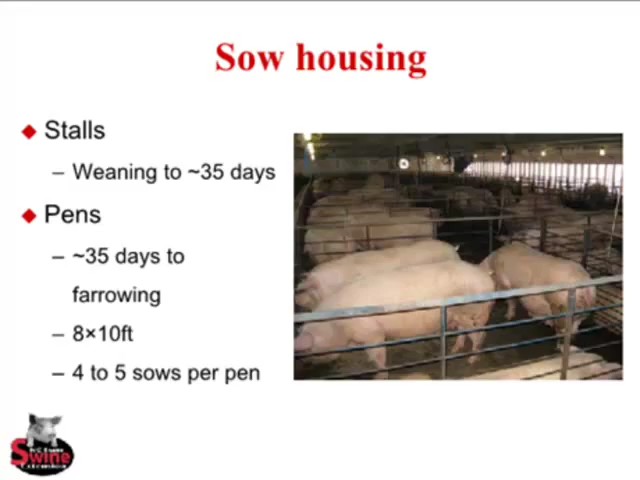 Sow housing
◆ Stalls
– Weaning to ~35 days
◆ Pens
– ~35 days to
farrowing
– 8×10ft
– 4 to 5 sows per pen
Swine